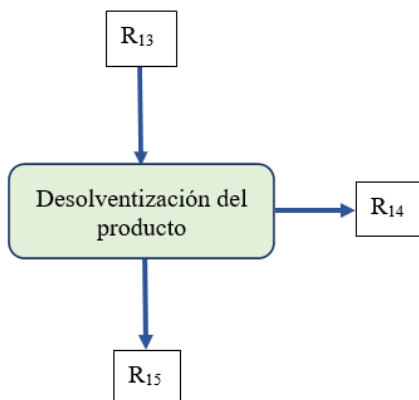 R₁₃
Desolventización del
producto
R₁₄
R₁₅